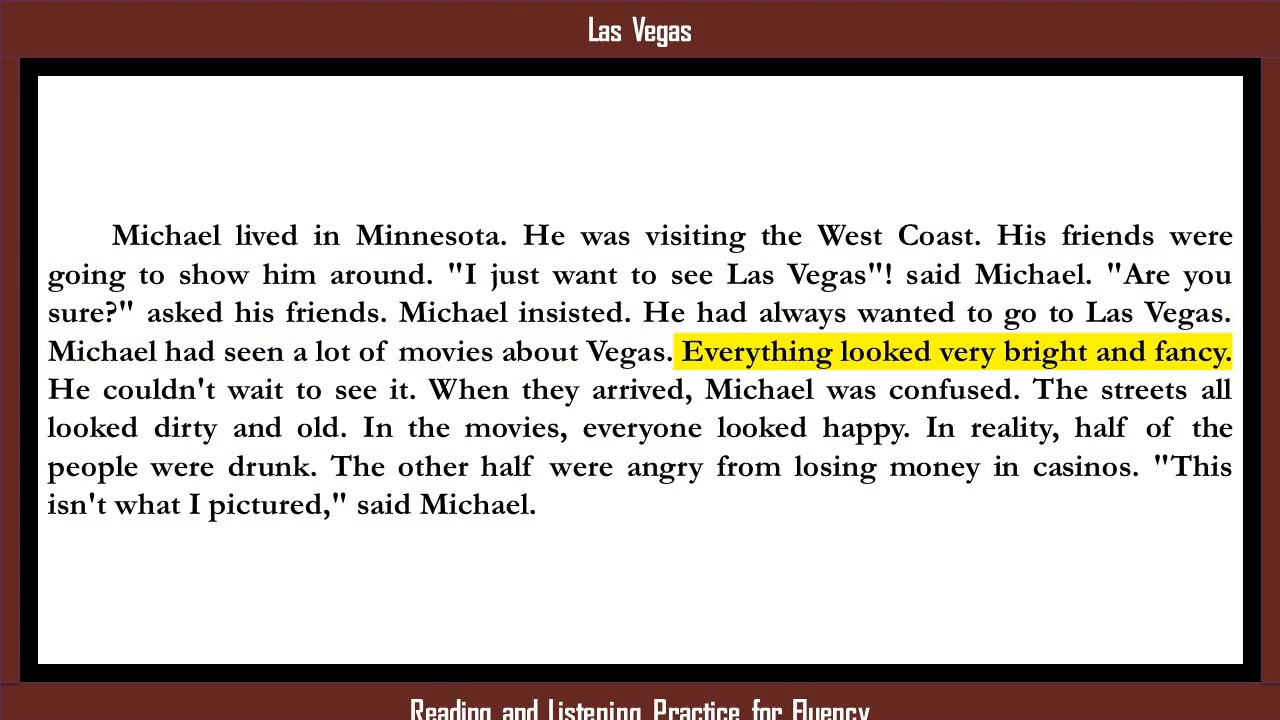 Las Vegas
Michael lived in Minnesota. He was visiting the West Coast. His friends were
going to show him around. "I just want to see Las Vegas"! said Michael. "Are you
sure?" asked his friends. Michael insisted. He had always wanted to go to Las Vegas.
Michael had seen a lot of movies about Vegas. Everything looked very bright and fancy.
He couldn't wait to see it. When they arrived, Michael was confused. The streets all
looked dirty and old. In the movies, everyone looked happy. In reality, half of the
people were drunk. The other half were angry from losing money in casinos. "This
isn't what I pictured," said Michael.
Reading and Listening Practice for Fluency